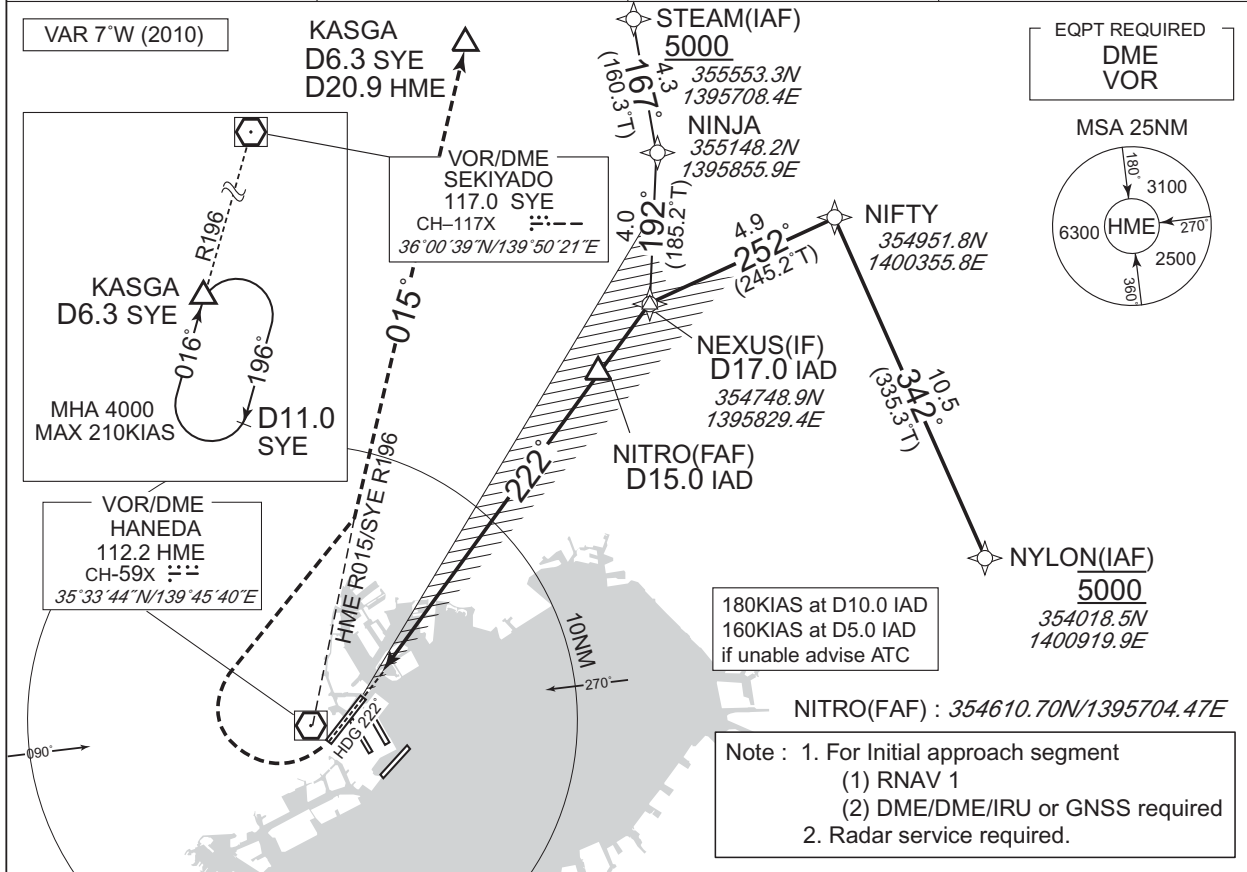 VAR 7°W (2010)
KASGA
D6.3 SYE
D20.9 HME
STEAM(IAF)
5000
355553.3N
1395708.4E
4.3
167°
(160.3°T)
NINJA
355148.2N
1395855.9E
EQPT REQUIRED
DME
VOR
MSA 25NM
180°
3100
HME
270°
6300
2500
360°
VOR/DME
SEKIYADO
117.0 SYE
CH–117X
36°00´39˝N/139°50´21˝E
R196
KASGA
D6.3 SYE
016°
196°
MHA 4000
MAX 210KIAS
D11.0
SYE
015°
4.0
192°
(185.2°T)
4.9
252°
(245.2°T)
NIFTY
354951.8N
1400355.8E
NEXUS(IF)
D17.0 IAD
354748.9N
1395829.4E
10.5
342°
(335.3°T)
NITRO(FAF)
D15.0 IAD
222°
HME R015/SYE R196
VOR/DME
HANEDA
112.2 HME
CH-59X
35°33´44˝N/139°45´40˝E
NYLON(IAF)
5000
354018.5N
1400919.9E
180KIAS at D10.0 IAD
160KIAS at D5.0 IAD
if unable advise ATC
10NM
270°
090°
HDG 222°
NITRO(FAF) : 354610.70N/1395704.47E
Note : 1. For Initial approach segment
(1) RNAV 1
(2) DME/DME/IRU or GNSS required
2. Radar service required.